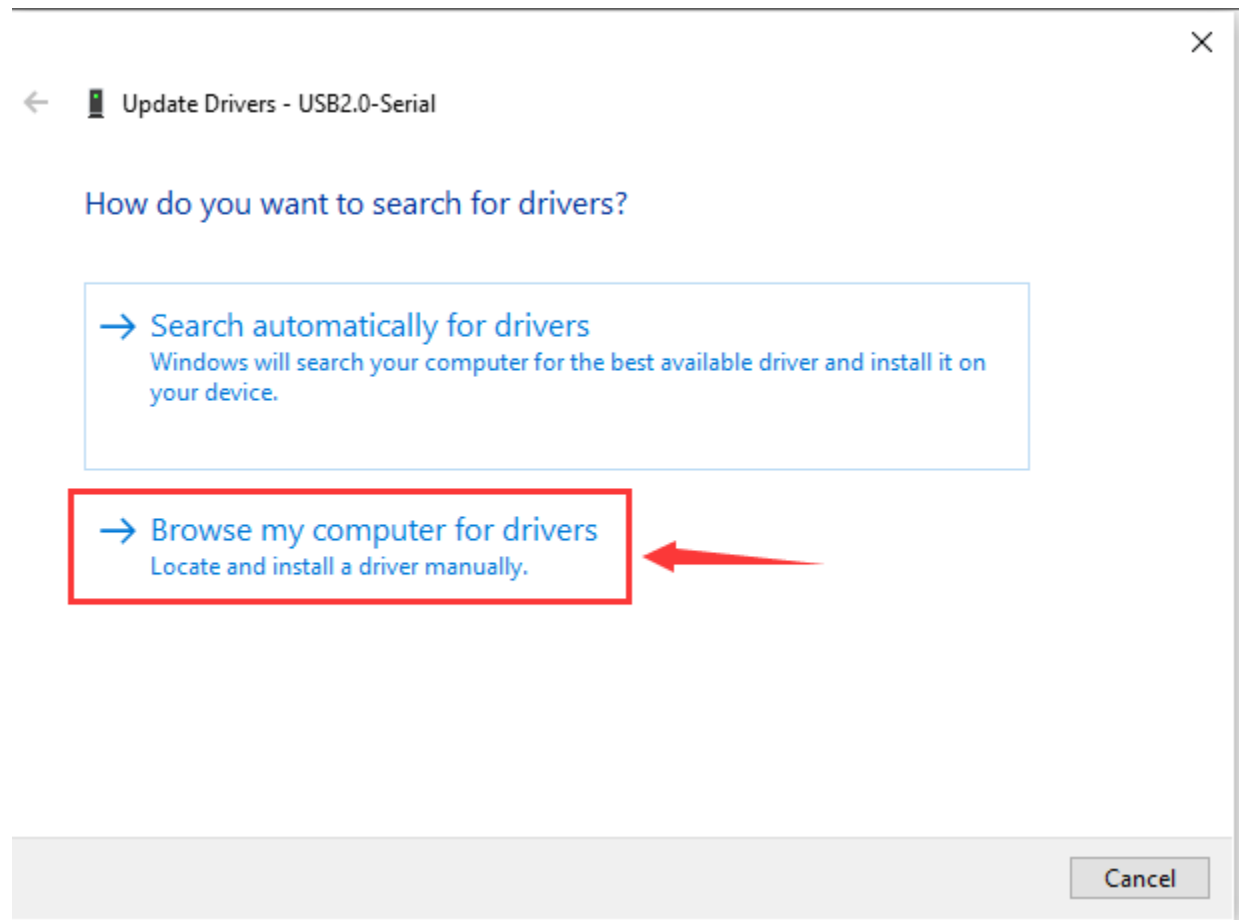 Update Drivers - USB2.0-Serial
How do you want to search for drivers?
Search automatically for drivers
Windows will search your computer for the best available driver and install it on
your device.
Browse my computer for drivers
Locate and install a driver manually.
Cancel